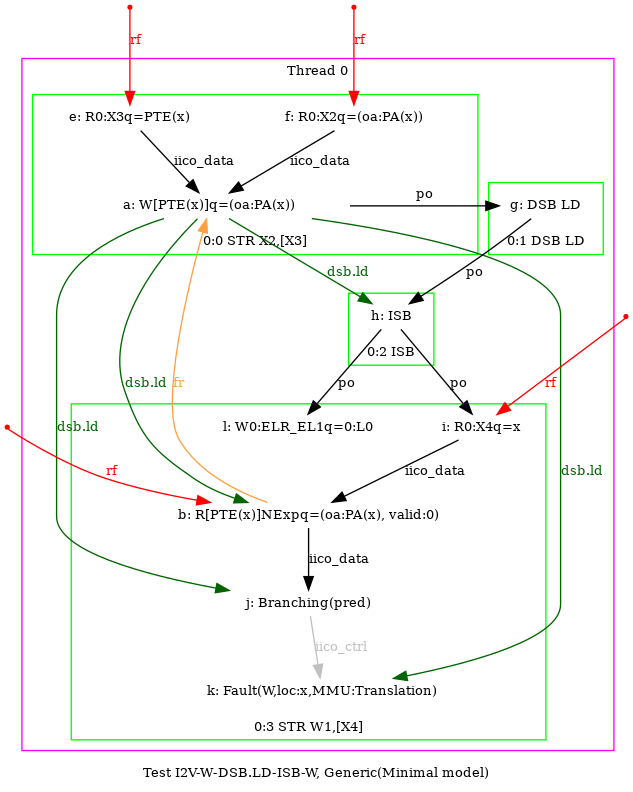 rf
rf
Thread 0
e: R0:X3q=PTE(x)
f: R0:X2q=(oa:PA(x))
iico_data
iico_data
po
a: W[PTE(x)]q=(oa:PA(x))
g: DSB LD
0:0 STR X2,[X3]
0:1 DSB LD
dsb.ld
po
h: ISB
0:2 ISB
dsb.ld
fr
po
po
rf
dsb.ld
l: W0:ELR_EL1q=0:L0
i: R0:X4q=x
rf
iico_data
dsb.ld
b: R[PTE(x)]NExpq=(oa:PA(x), valid:0)
iico_data
j: Branching(pred)
iico_ctrl
k: Fault(W,loc:x,MMU:Translation)
0:3 STR W1,[X4]
Test I2V-W-DSB.LD-ISB-W, Generic(Minimal model)